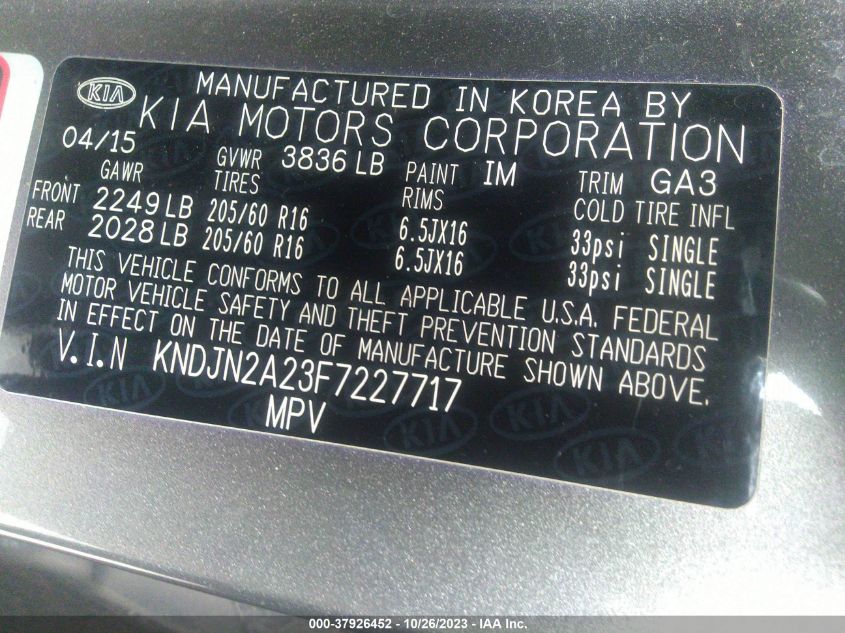 KIA
MANUFACTURED IN KOREA BY
KIA MOTORS CORPORATION
04/15 GVWR 3836 LB PAINT IM TRIM GA3
GAWR TIRES RIMS COLD TIRE INFL
FRONT 2249 LB 205/60 R16 6.5JX16 33psi SINGLE
REAR 2028 LB 205/60 R16 6.5JX16 33psi SINGLE
THIS VEHICLE CONFORMS TO ALL APPLICABLE U.S.A. FEDERAL
MOTOR VEHICLE SAFETY AND THEFT PREVENTION STANDARDS
IN EFFECT ON THE DATE OF MANUFACTURE SHOWN ABOVE.
V.I.N KNDJN2A23F7227717
MPV
000-37926452 - 10/26/2023 - IAA Inc.